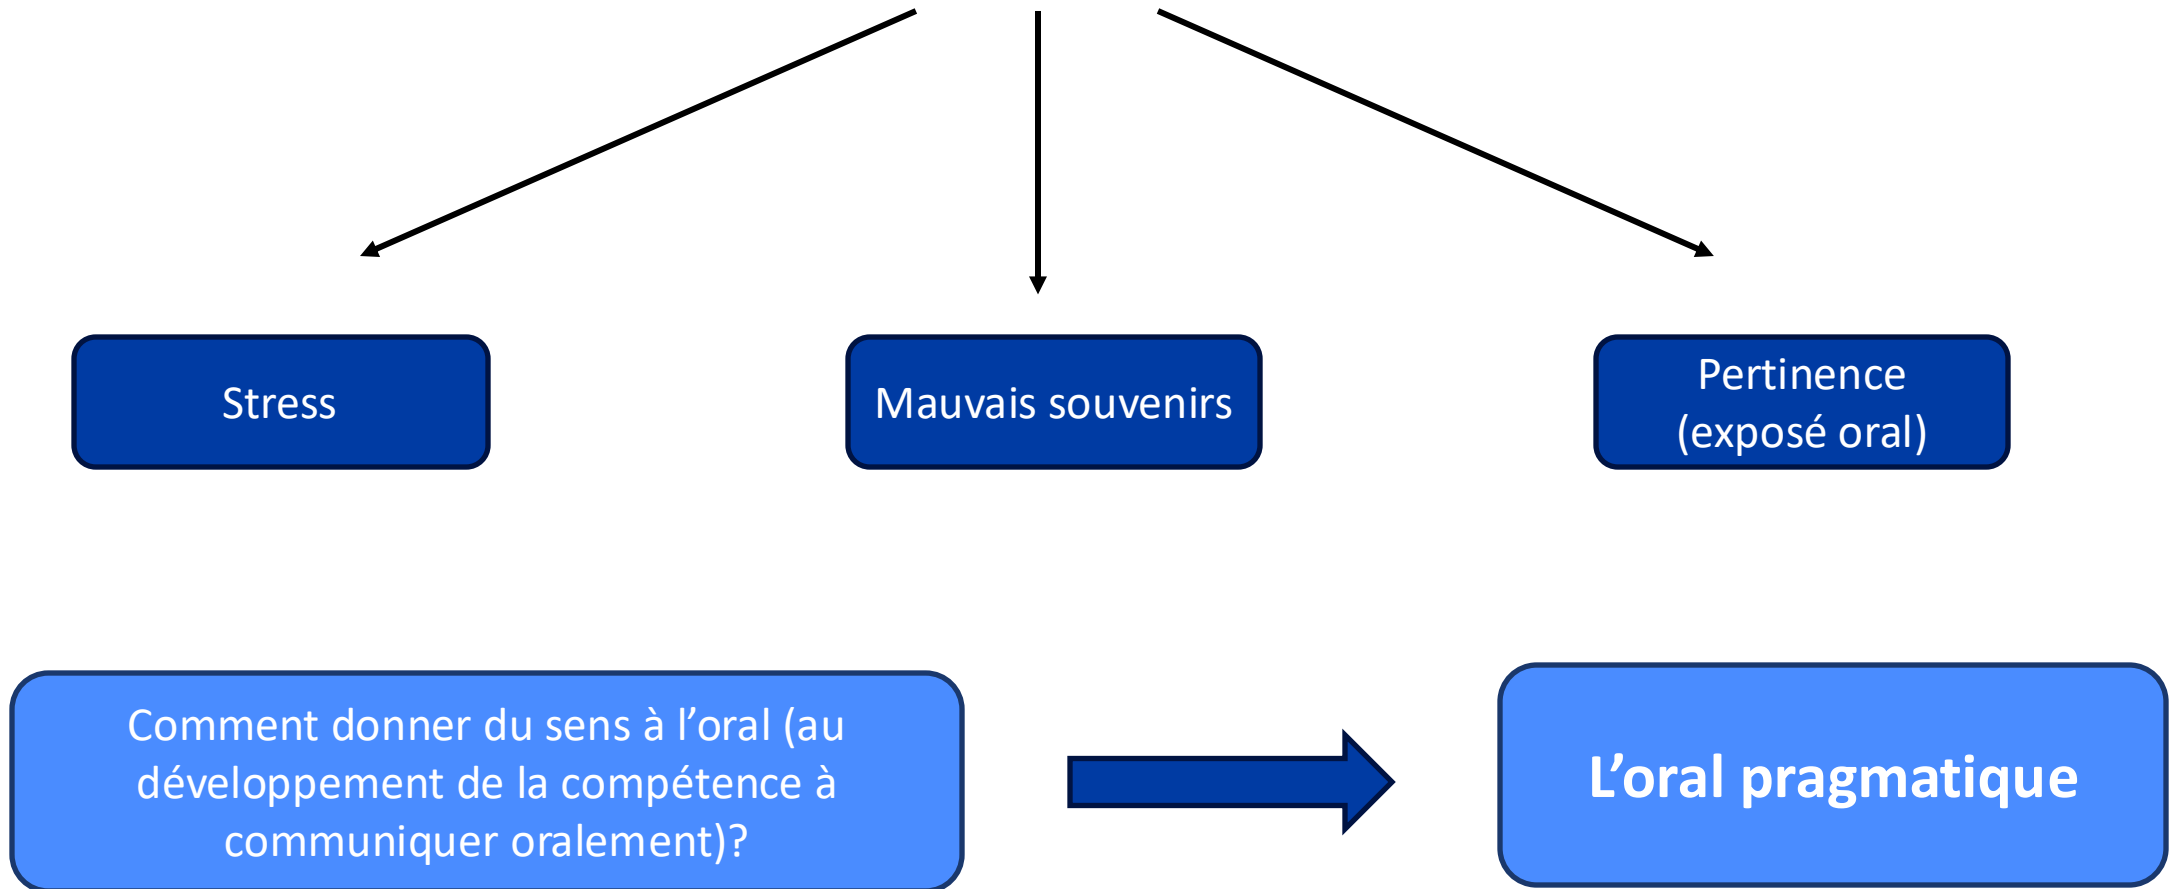 Stress
Mauvais souvenirs
Pertinence
(exposé oral)
Comment donner du sens à l’oral (au
développement de la compétence à
communiquer oralement)?
L’oral pragmatique